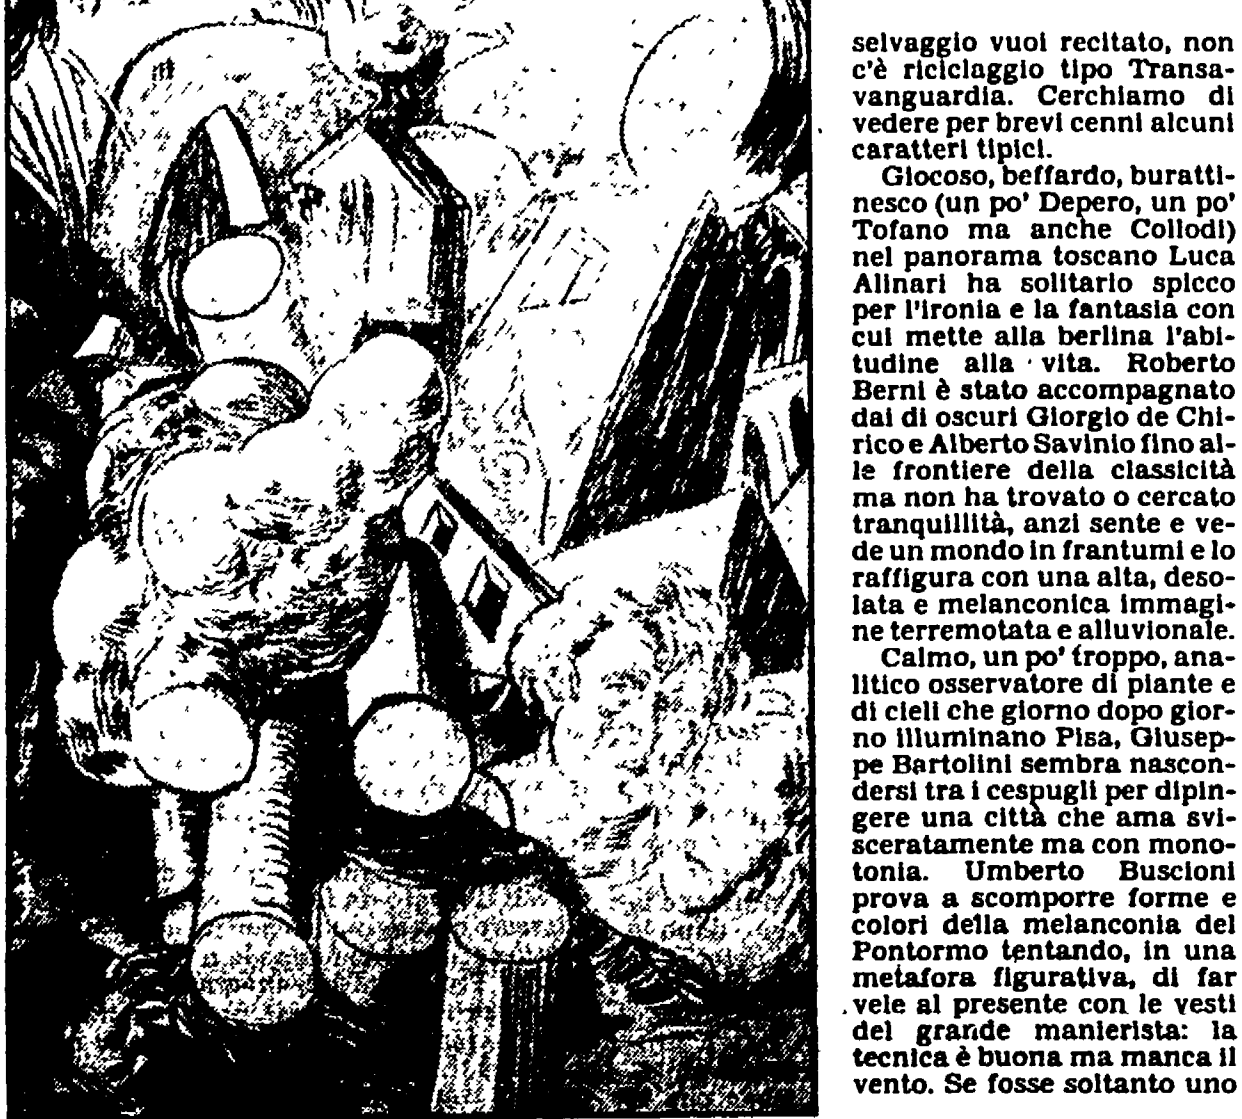 selvaggio vuoi recitato, non
c'è riciclaggio tipo Transa-
vanguardia. Cerchiamo di
vedere per brevi cenni alcuni
caratteri tipici.
Giocoso, beffardo, buratti-
nesco (un po' Depero, un po'
Tofano ma anche Collodi)
nel panorama toscano Luca
Alinari ha solitario spicco
per l'ironia e la fantasia con
cui mette alla berlina l'abi-
tudine alla vita. Roberto
Berni è stato accompagnato
dai di oscuri Giorgio de Chi-
rico e Alberto Savinio fino al-
le frontiere della classicità
ma non ha trovato o cercato
tranquillità, anzi sente e ve-
de un mondo in frantumi e lo
raffigura con una alta, deso-
lata e melanconica immagi-
ne terremotata e alluvionale.
Calmo, un po' troppo, ana-
litico osservatore di piante e
di cieli che giorno dopo gior-
no illuminano Pisa, Giusep-
pe Bartolini sembra nascon-
dersi tra i cespugli per dipin-
gere una città che ama svi-
sceratamente ma con mono-
tonia. Umberto Buscioni
prova a scomporre forme e
colori della melanconia del
Pontormo tentando, in una
metafora figurativa, di far
vele al presente con le vesti
del grande manierista: la
tecnica è buona ma manca il
vento. Se fosse soltanto uno